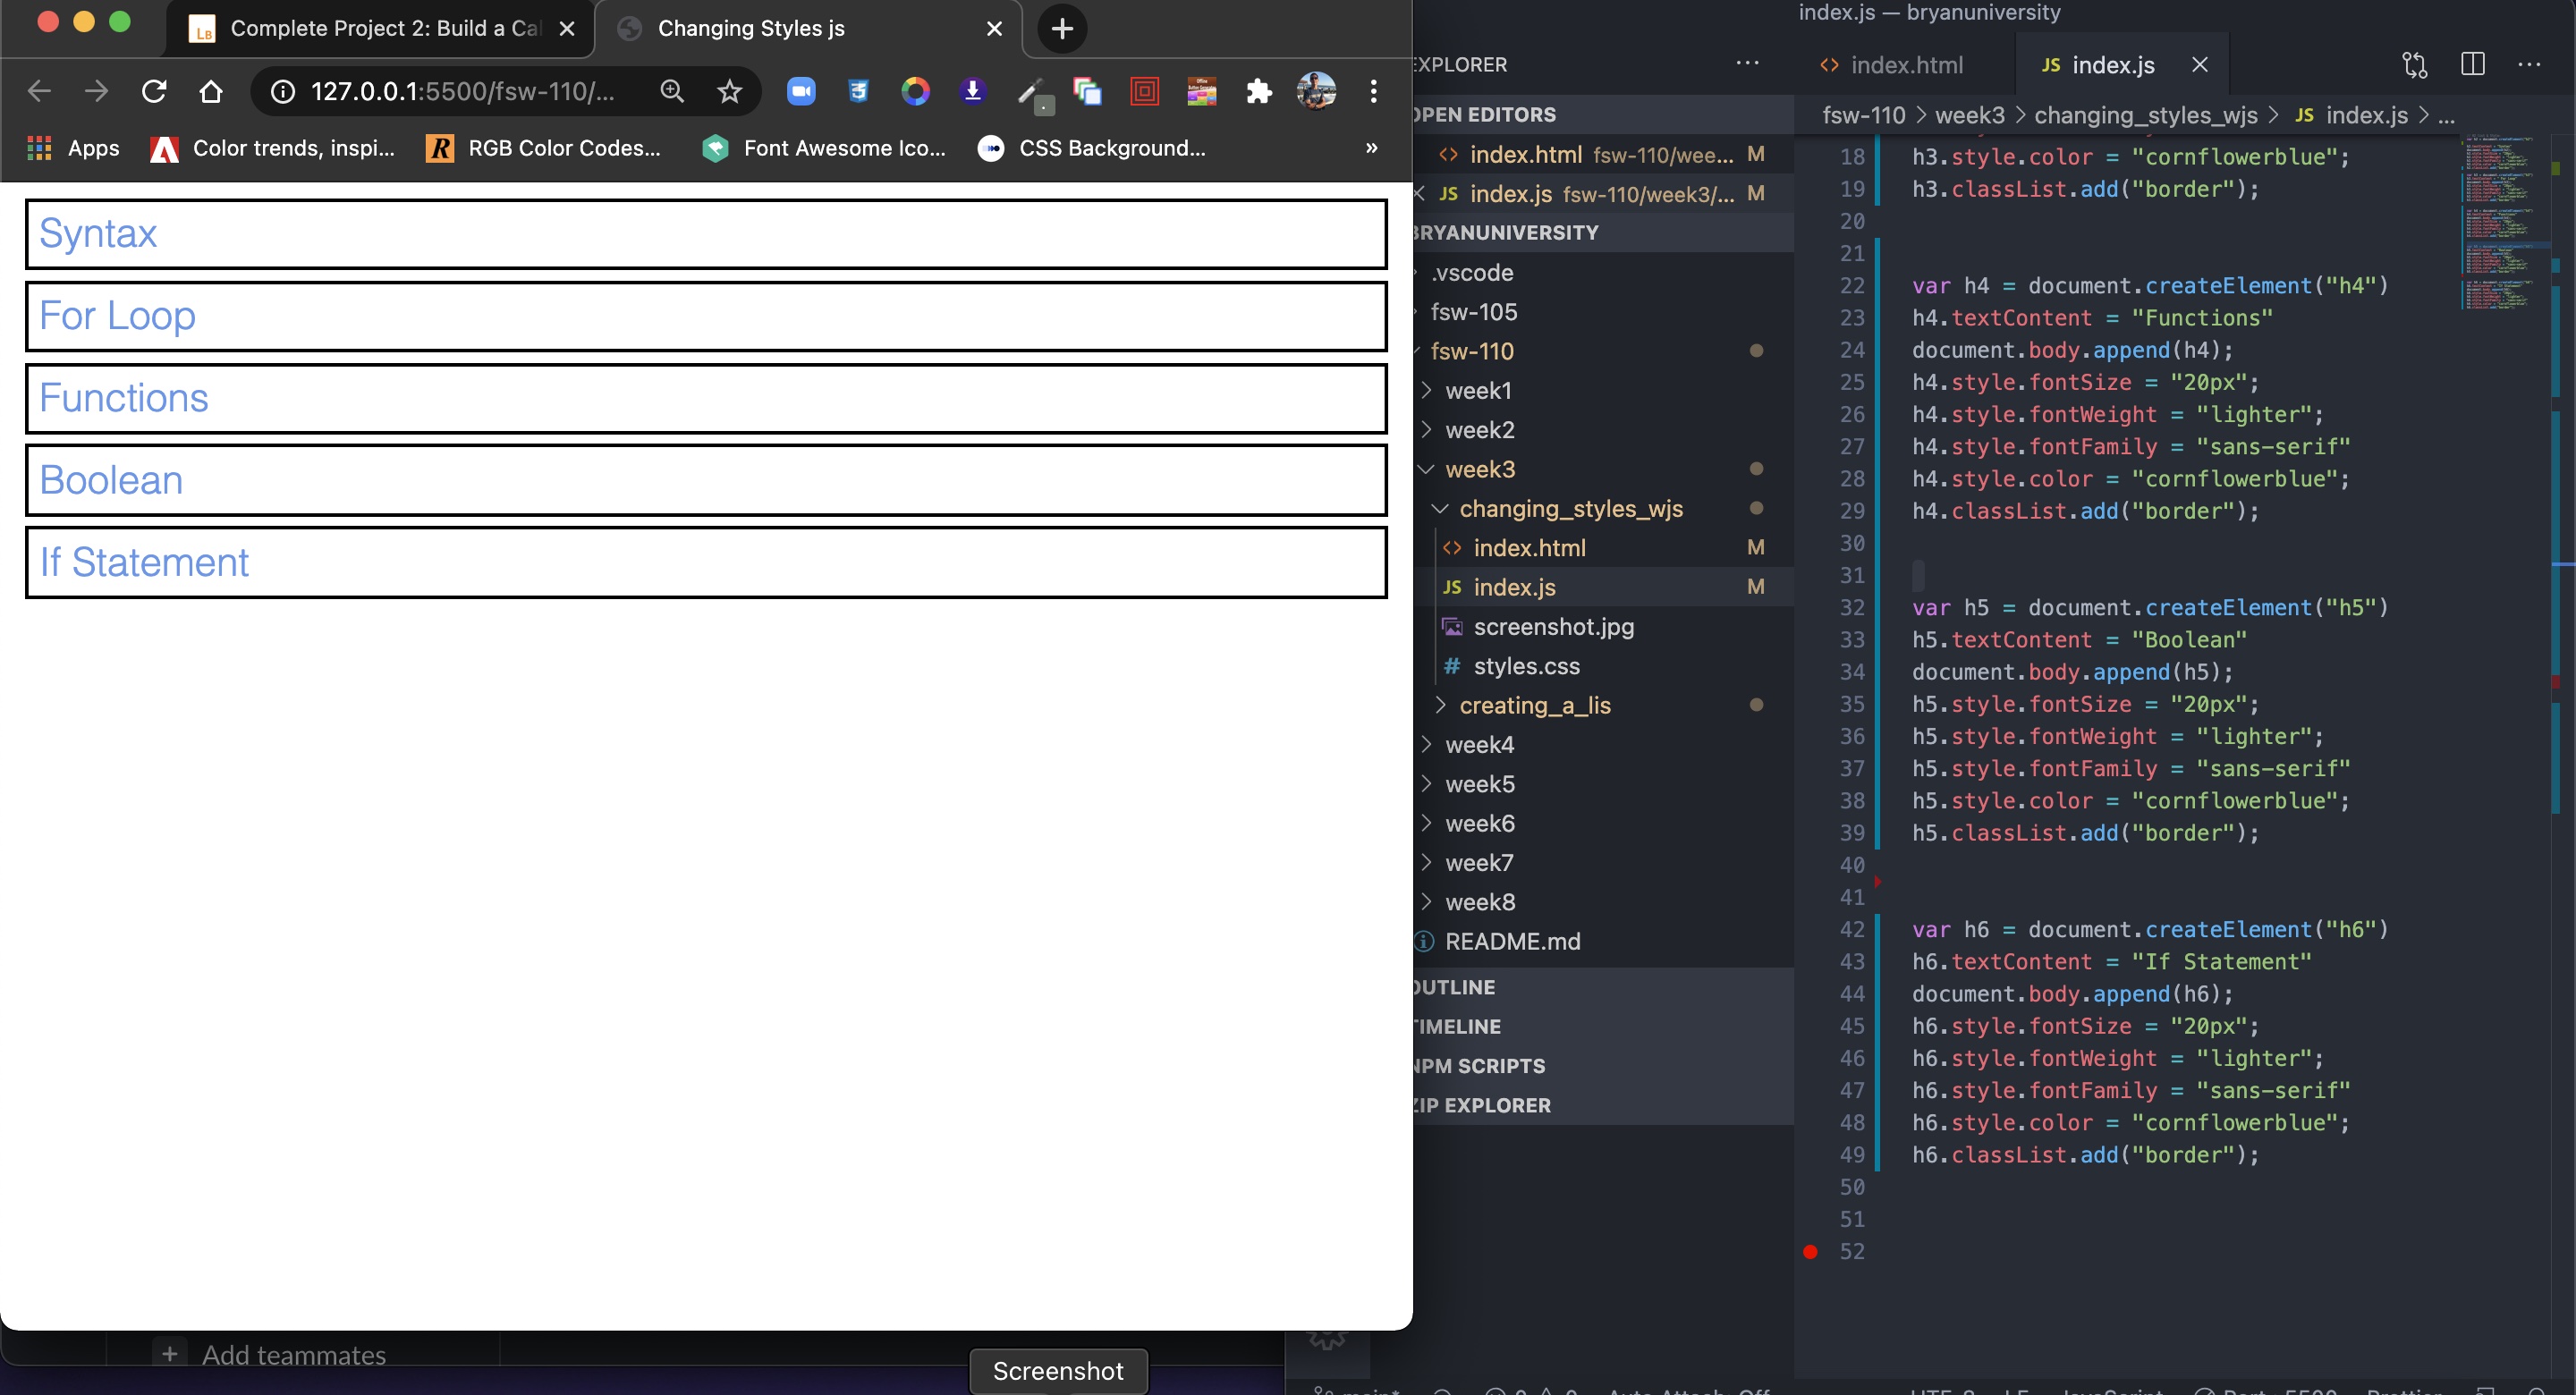 Complete Project 2: Build a Cal
Changing Styles js
127.0.0.1:5500/fsw-110/...
Apps
Color trends, inspi...
RGB Color Codes...
Font Awesome Ico...
CSS Background...
»
Syntax
For Loop
Functions
Boolean
If Statement
Add teammates
Screenshot
index.js — bryanuniversity
EXPLORER
OPEN EDITORS
index.html fsw-110/wee... M
JS index.js fsw-110/week3/... M
BRYANUNIVERSITY
.vscode
fsw-105
fsw-110
week1
week2
week3
changing_styles_wjs
index.html M
JS index.js M
screenshot.jpg
# styles.css
creating_a_lis
week4
week5
week6
week7
week8
README.md
OUTLINE
TIMELINE
NPM SCRIPTS
ZIP EXPLORER
index.html
JS index.js
fsw-110 > week3 > changing_styles_wjs > JS index.js > ...
18 h3.style.color = "cornflowerblue";
19 h3.classList.add("border");
20
21
22 var h4 = document.createElement("h4")
23 h4.textContent = "Functions"
24 document.body.append(h4);
25 h4.style.fontSize = "20px";
26 h4.style.fontWeight = "lighter";
27 h4.style.fontFamily = "sans-serif"
28 h4.style.color = "cornflowerblue";
29 h4.classList.add("border");
30
31
32 var h5 = document.createElement("h5")
33 h5.textContent = "Boolean"
34 document.body.append(h5);
35 h5.style.fontSize = "20px";
36 h5.style.fontWeight = "lighter";
37 h5.style.fontFamily = "sans-serif"
38 h5.style.color = "cornflowerblue";
39 h5.classList.add("border");
40
41
42 var h6 = document.createElement("h6")
43 h6.textContent = "If Statement"
44 document.body.append(h6);
45 h6.style.fontSize = "20px";
46 h6.style.fontWeight = "lighter";
47 h6.style.fontFamily = "sans-serif"
48 h6.style.color = "cornflowerblue";
49 h6.classList.add("border");
50
51
52